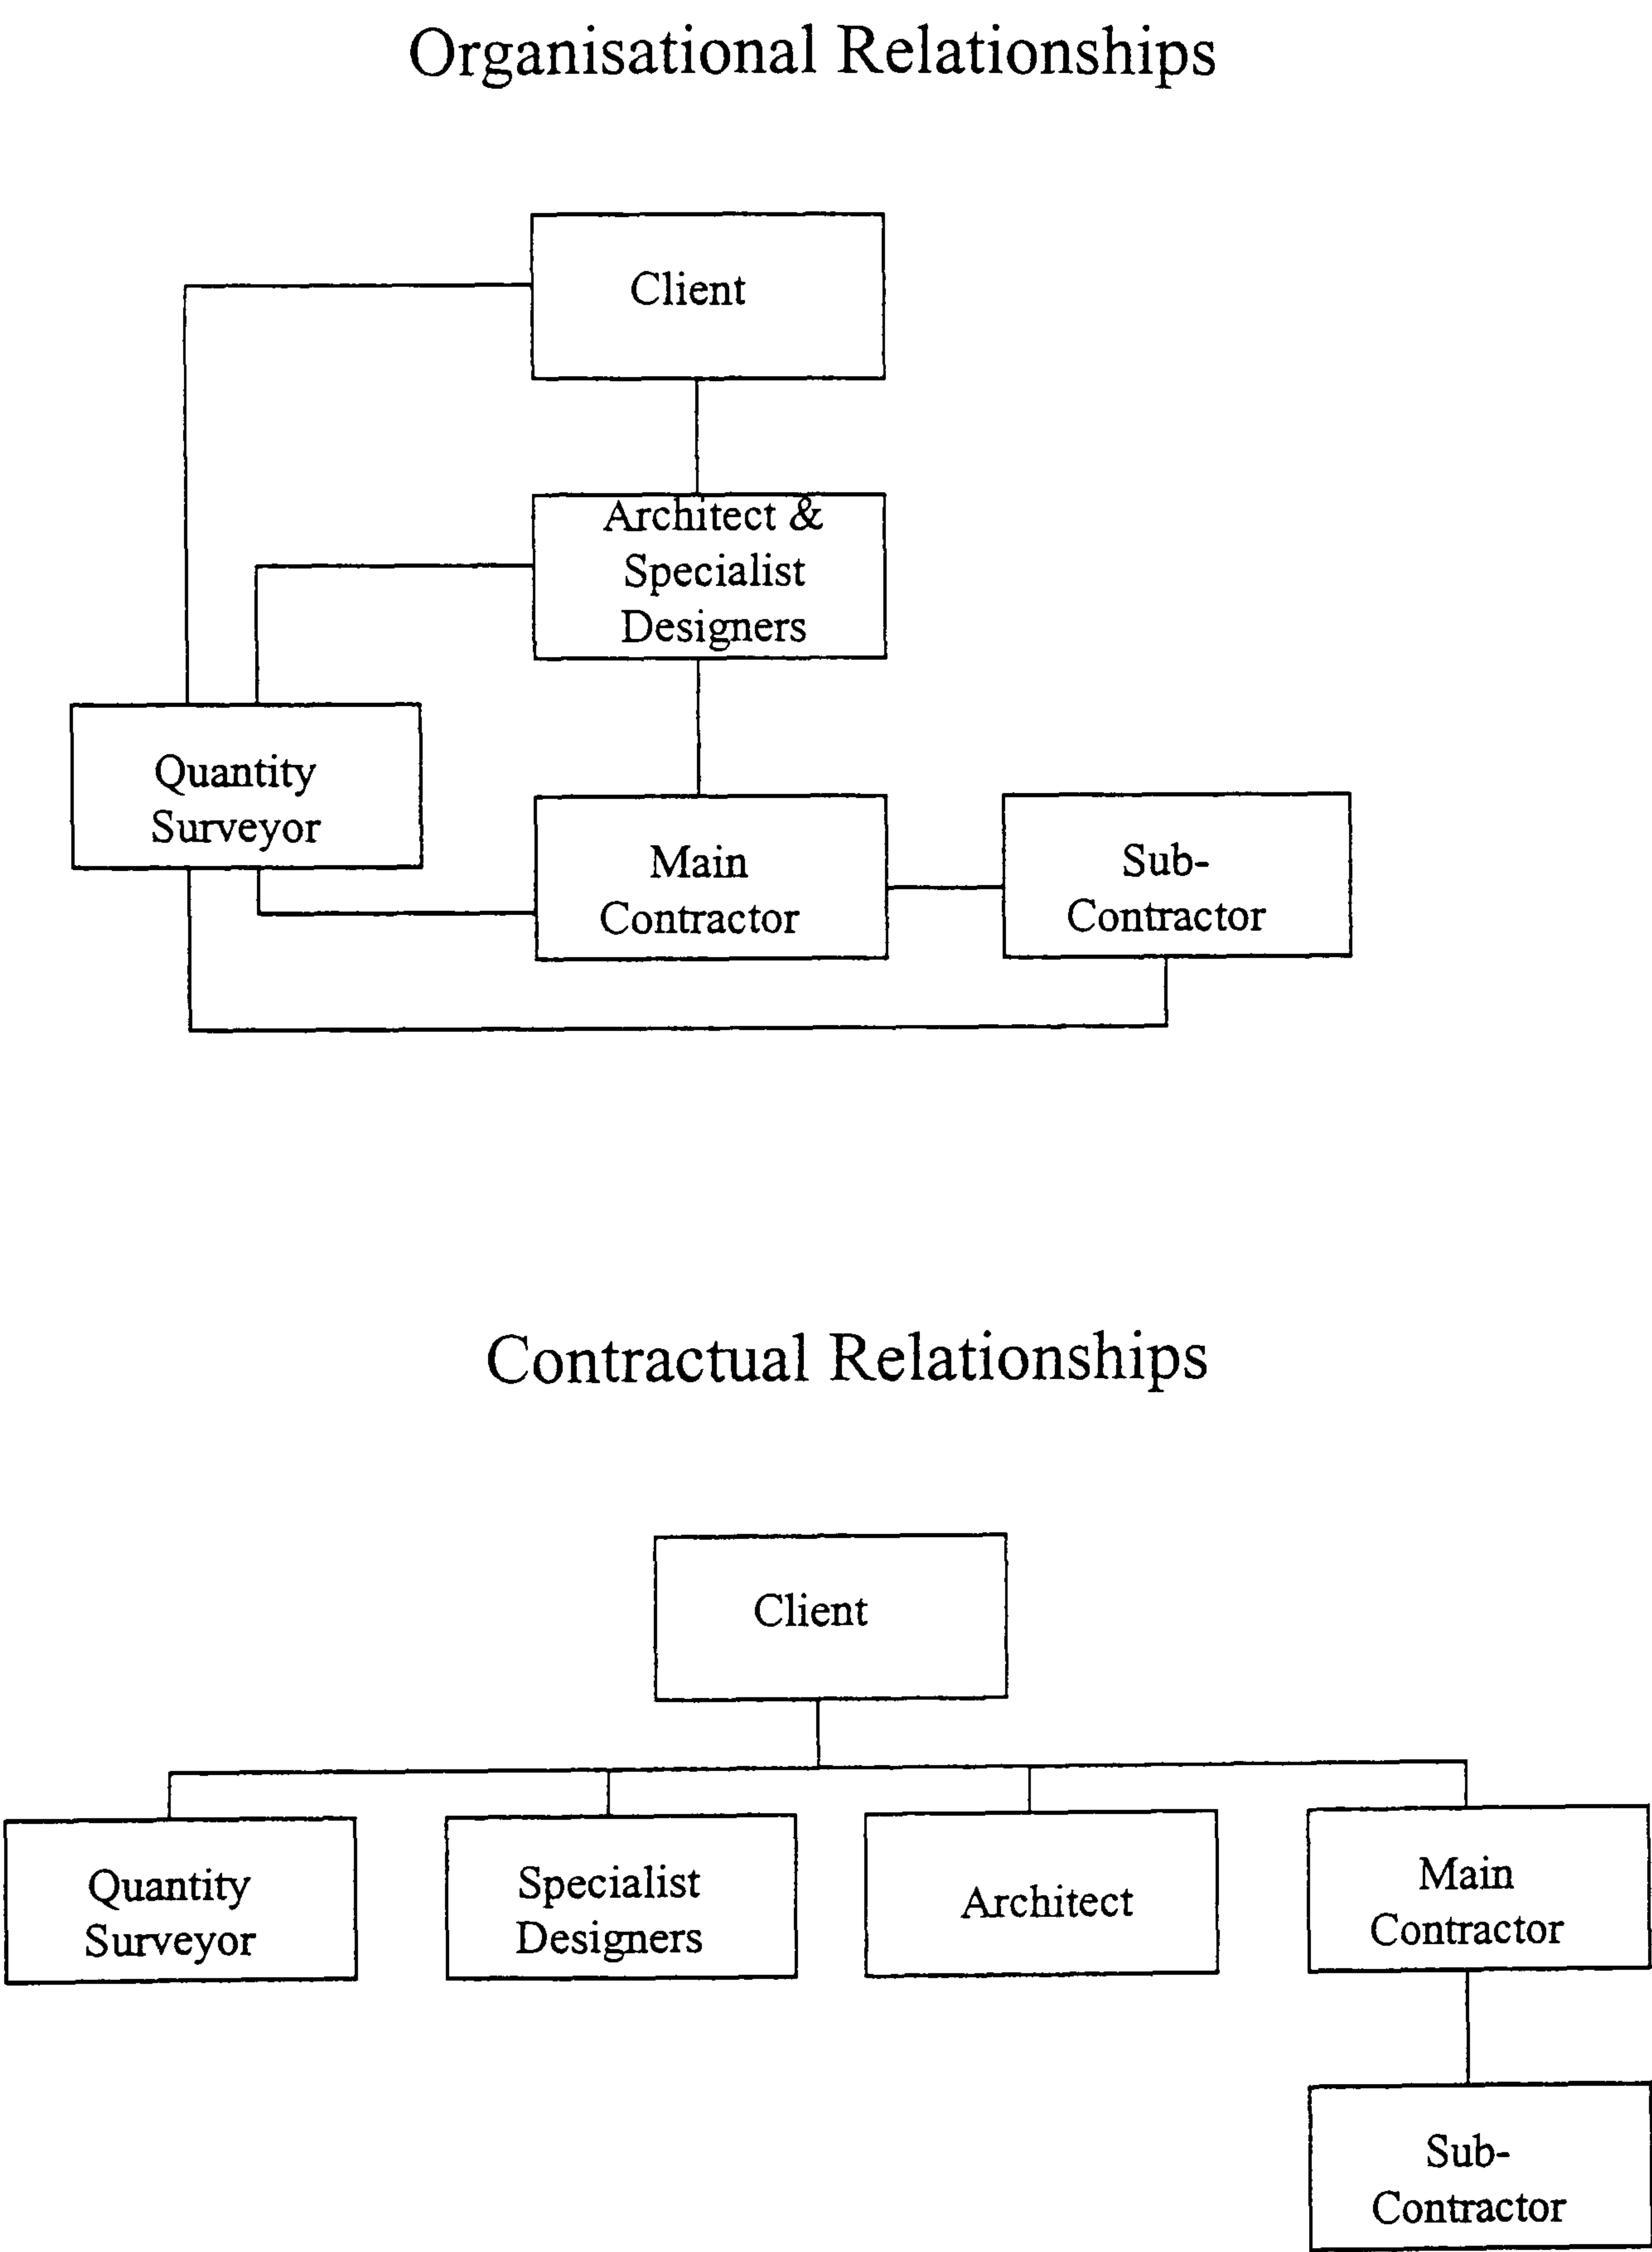 Organisational Relationships
Client
Architect &
Specialist
Designers
Quantity
Surveyor
Main
Contractor
Sub-
Contractor
Contractual Relationships
Client
Quantity
Surveyor
Specialist
Designers
Architect
Main
Contractor
Sub-
Contractor